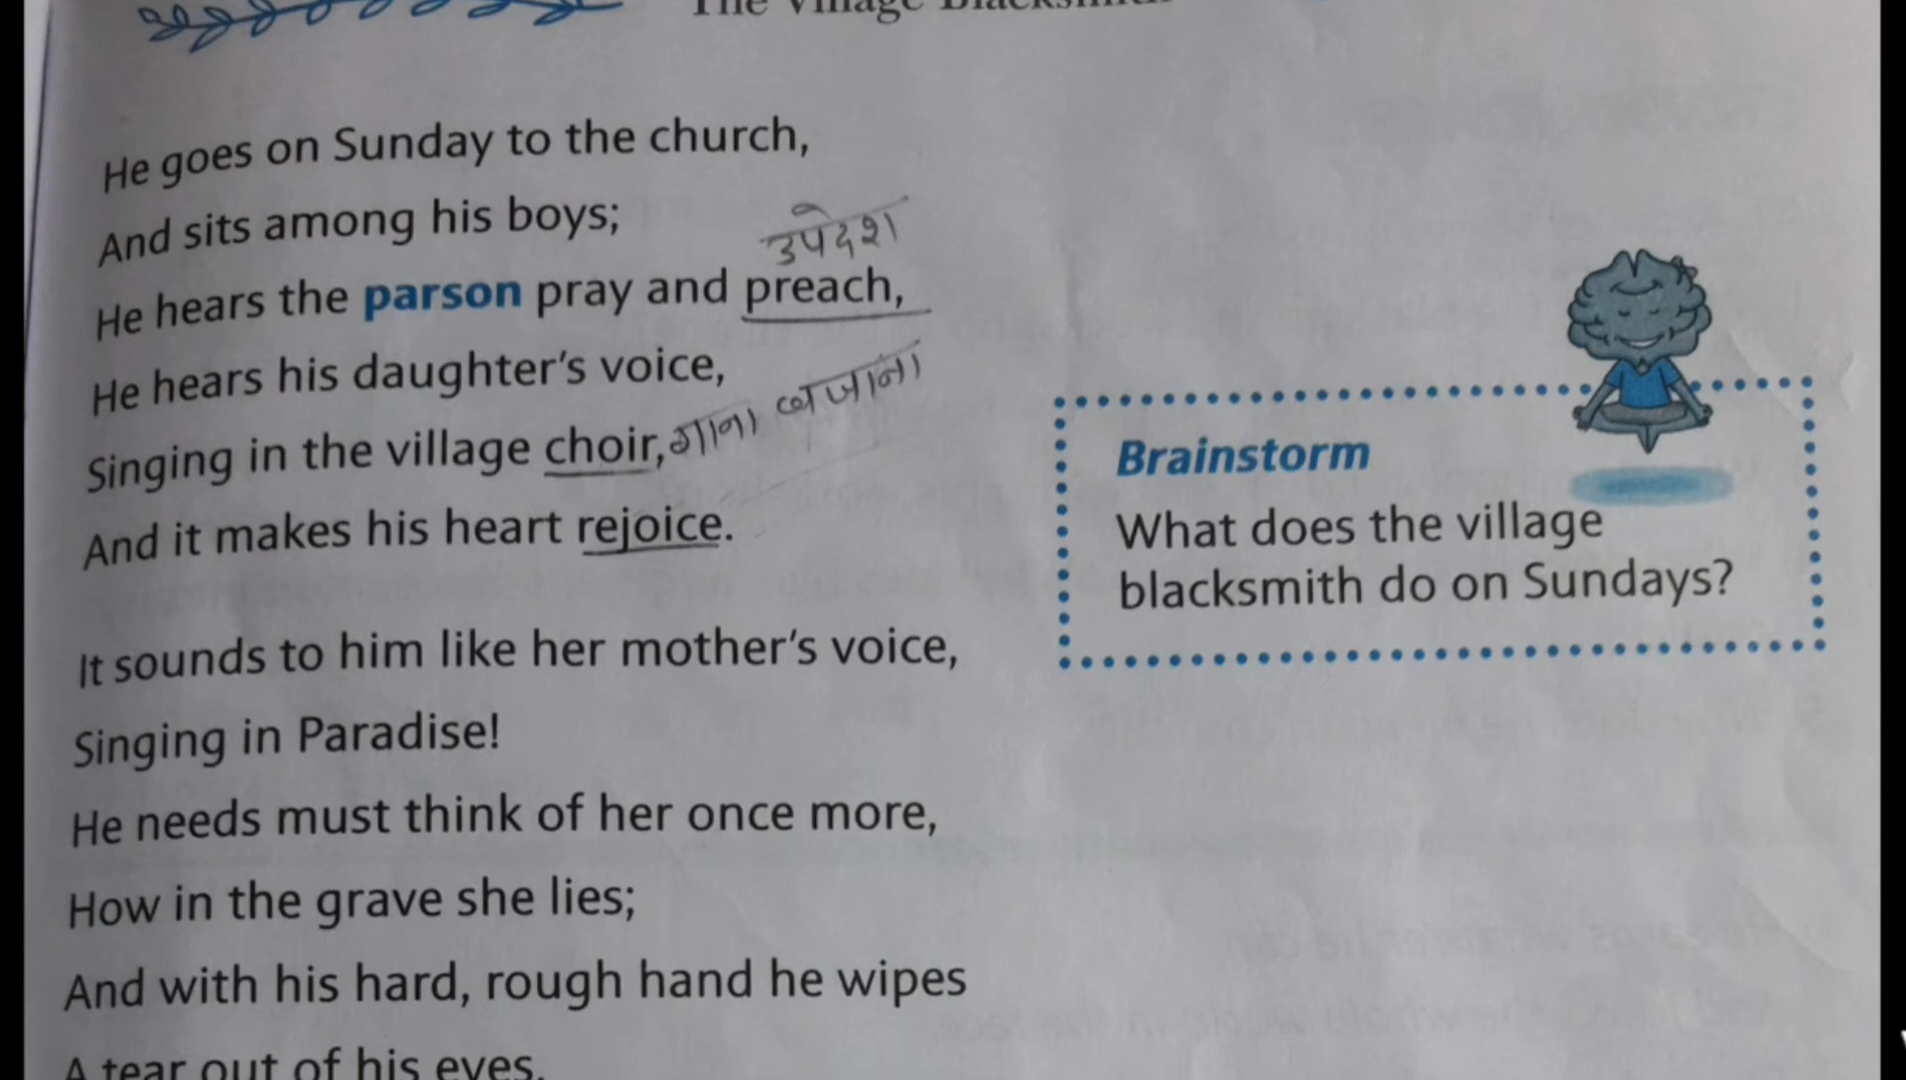 The Village Blacksmith
He goes on Sunday to the church,
And sits among his boys;
उपदेश
He hears the parson pray and preach,
He hears his daughter's voice,
Singing in the village choir, गाना बजाना
And it makes his heart rejoice.
It sounds to him like her mother's voice,
Singing in Paradise!
He needs must think of her once more,
How in the grave she lies;
And with his hard, rough hand he wipes
A tear out of his eyes.
Brainstorm
What does the village
blacksmith do on Sundays?